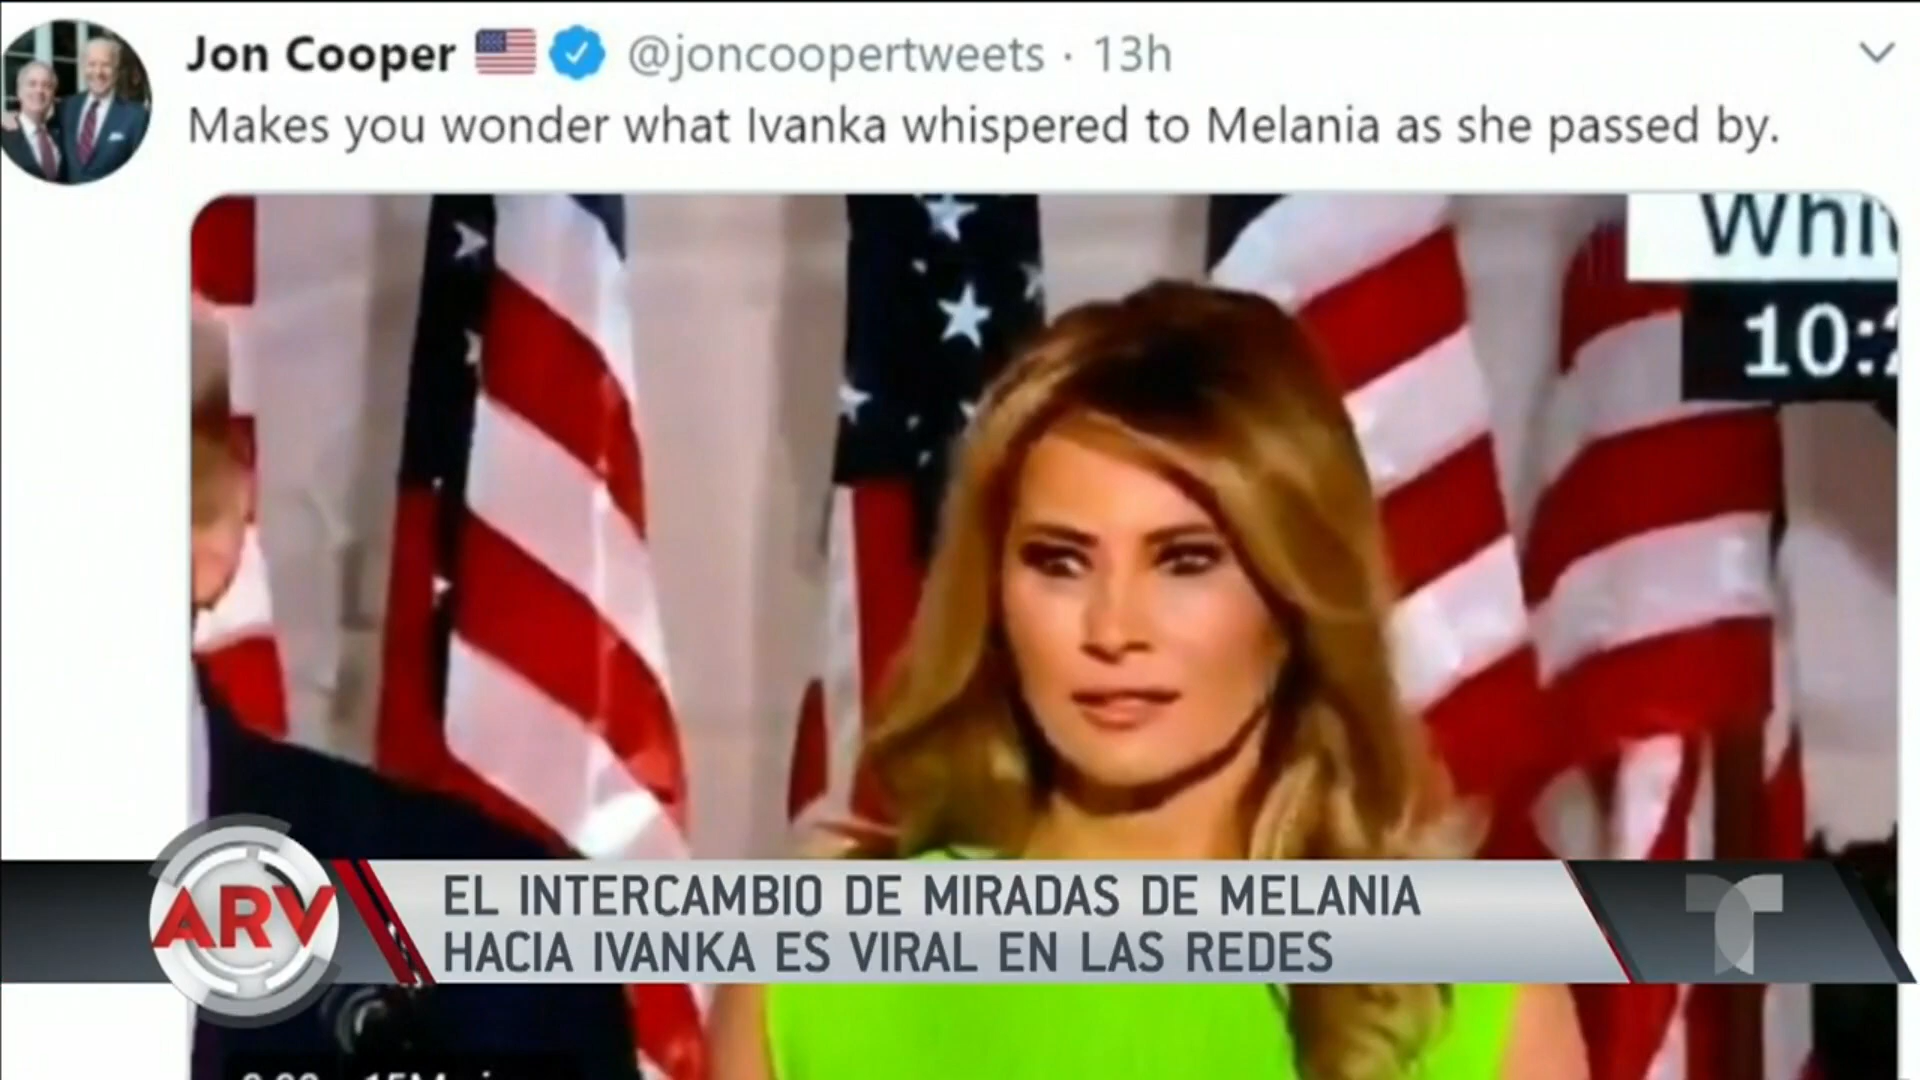 Jon Cooper @joncoopertweets · 13h
Makes you wonder what Ivanka whispered to Melania as she passed by.
10:
ARV
EL INTERCAMBIO DE MIRADAS DE MELANIA
HACIA IVANKA ES VIRAL EN LAS REDES